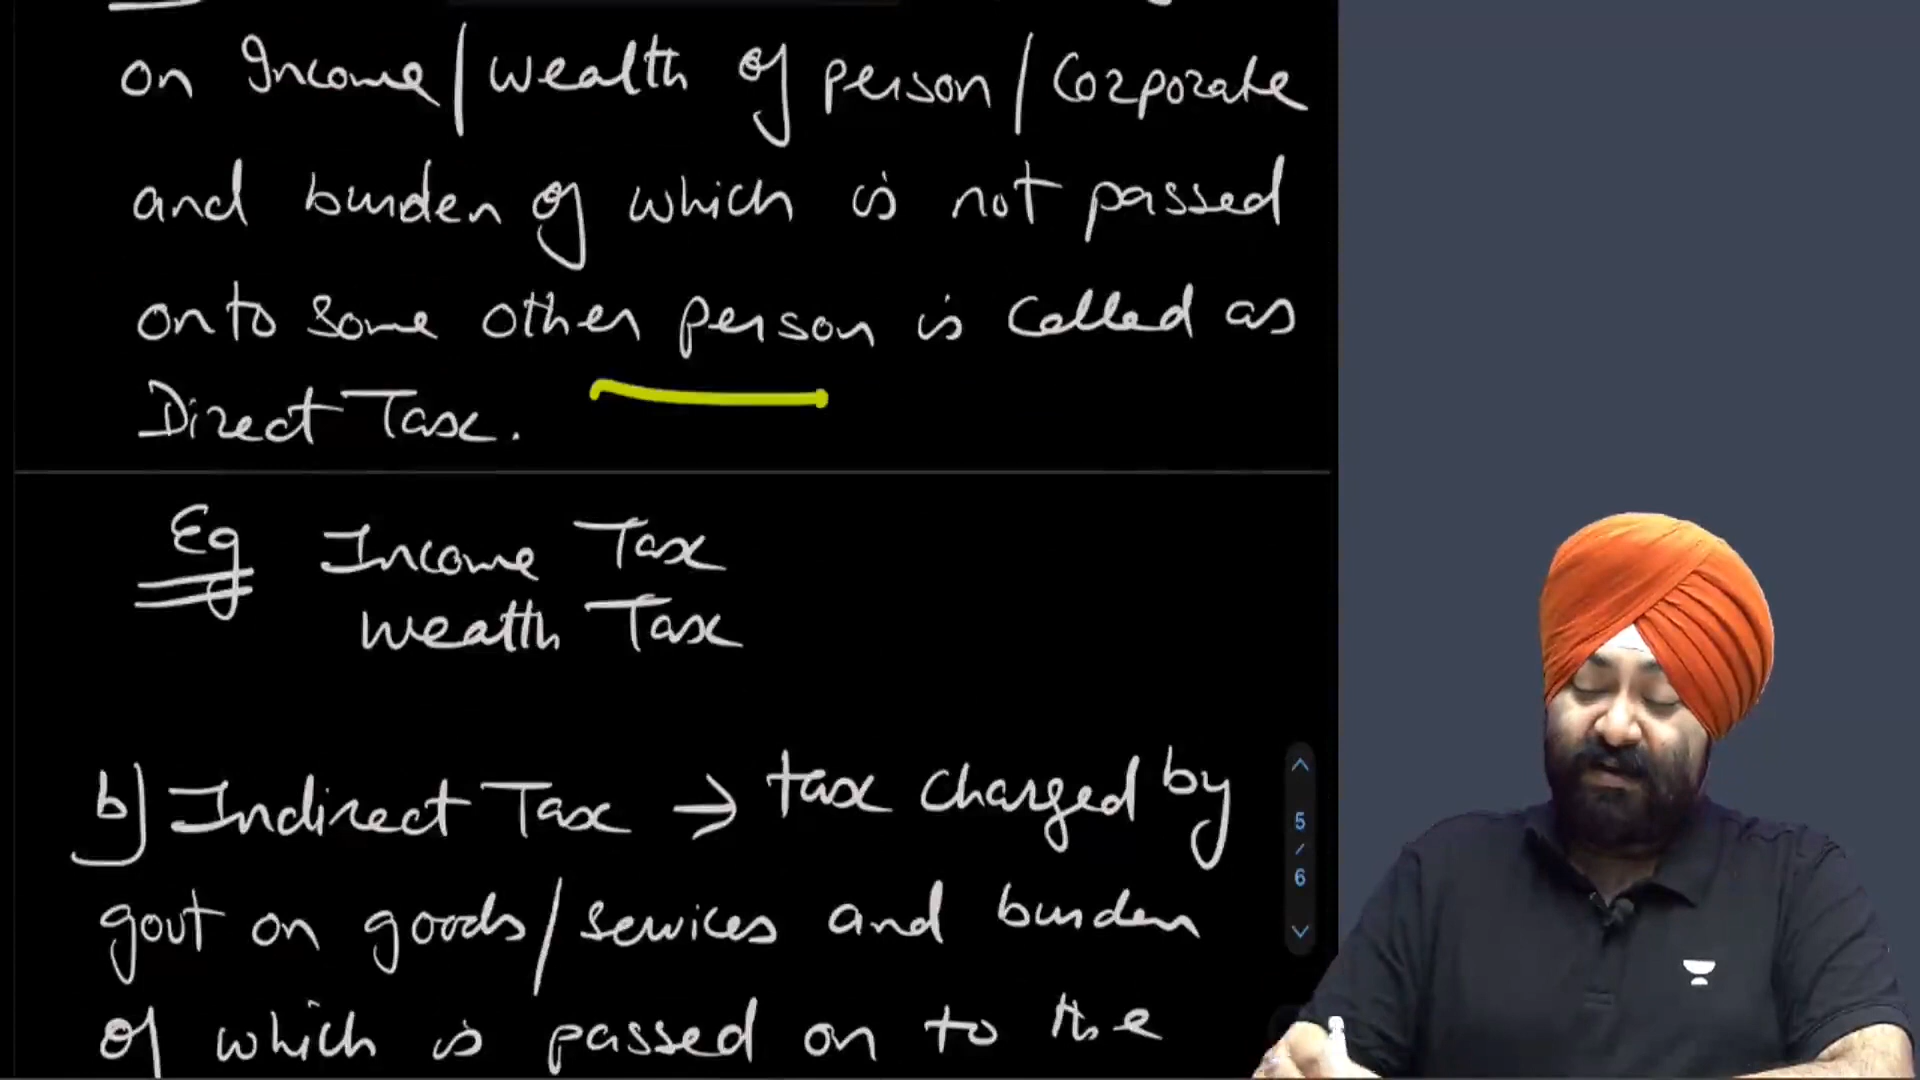 on Income/wealth of person/Corporate
and burden of which is not passed
onto some other person is called as
Direct Tax.
Eg Income Tax
wealth Tax
b) Indirect Tax → tax charged by
govt on goods/services and burden
of which is passed on to the
5
/
6